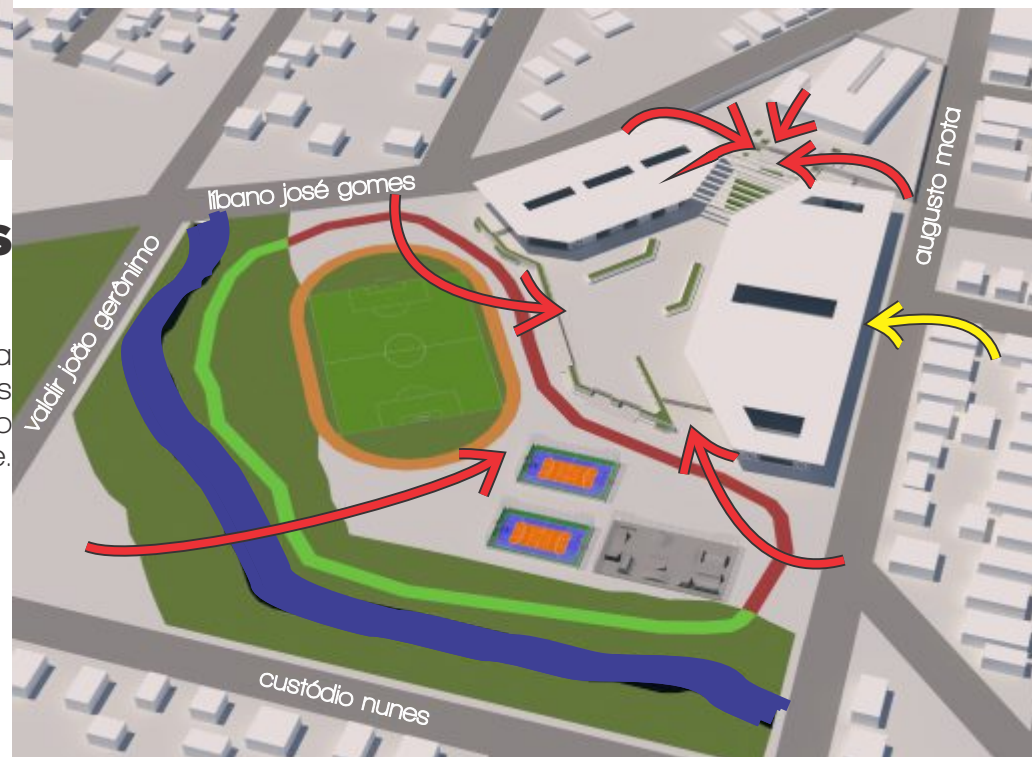 líbano josé gomes
augusto mota
valdir joão gerônimo
s
a
s
o
e.
custódio nunes